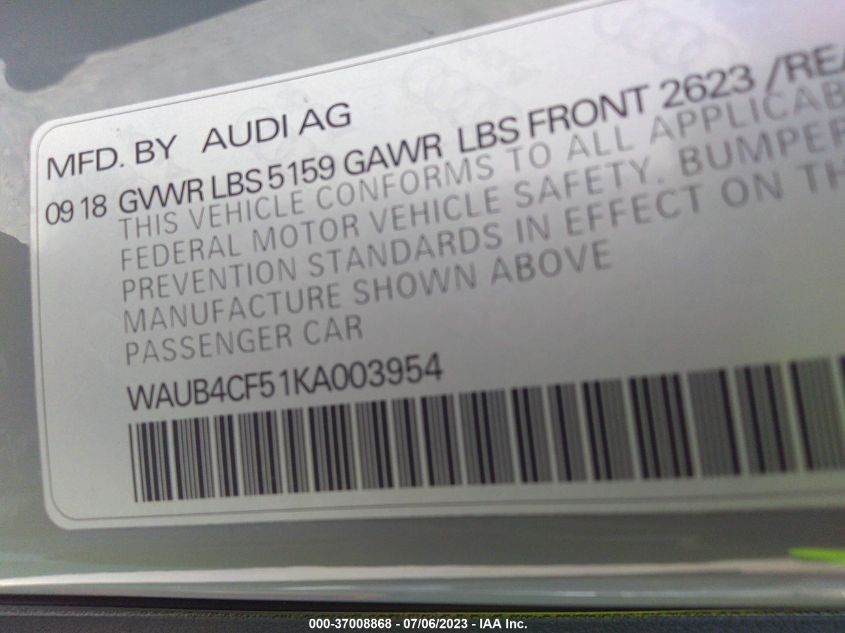 MFD. BY AUDI AG
09 18 GVWR LBS 5159 GAWR LBS FRONT 2623 /REA
THIS VEHICLE CONFORMS TO ALL APPLICAB
FEDERAL MOTOR VEHICLE SAFETY. BUMPER
PREVENTION STANDARDS IN EFFECT ON TH
MANUFACTURE SHOWN ABOVE
PASSENGER CAR
WAUB4CF51KA003954
000-37008868 - 07/06/2023 - IAA Inc.